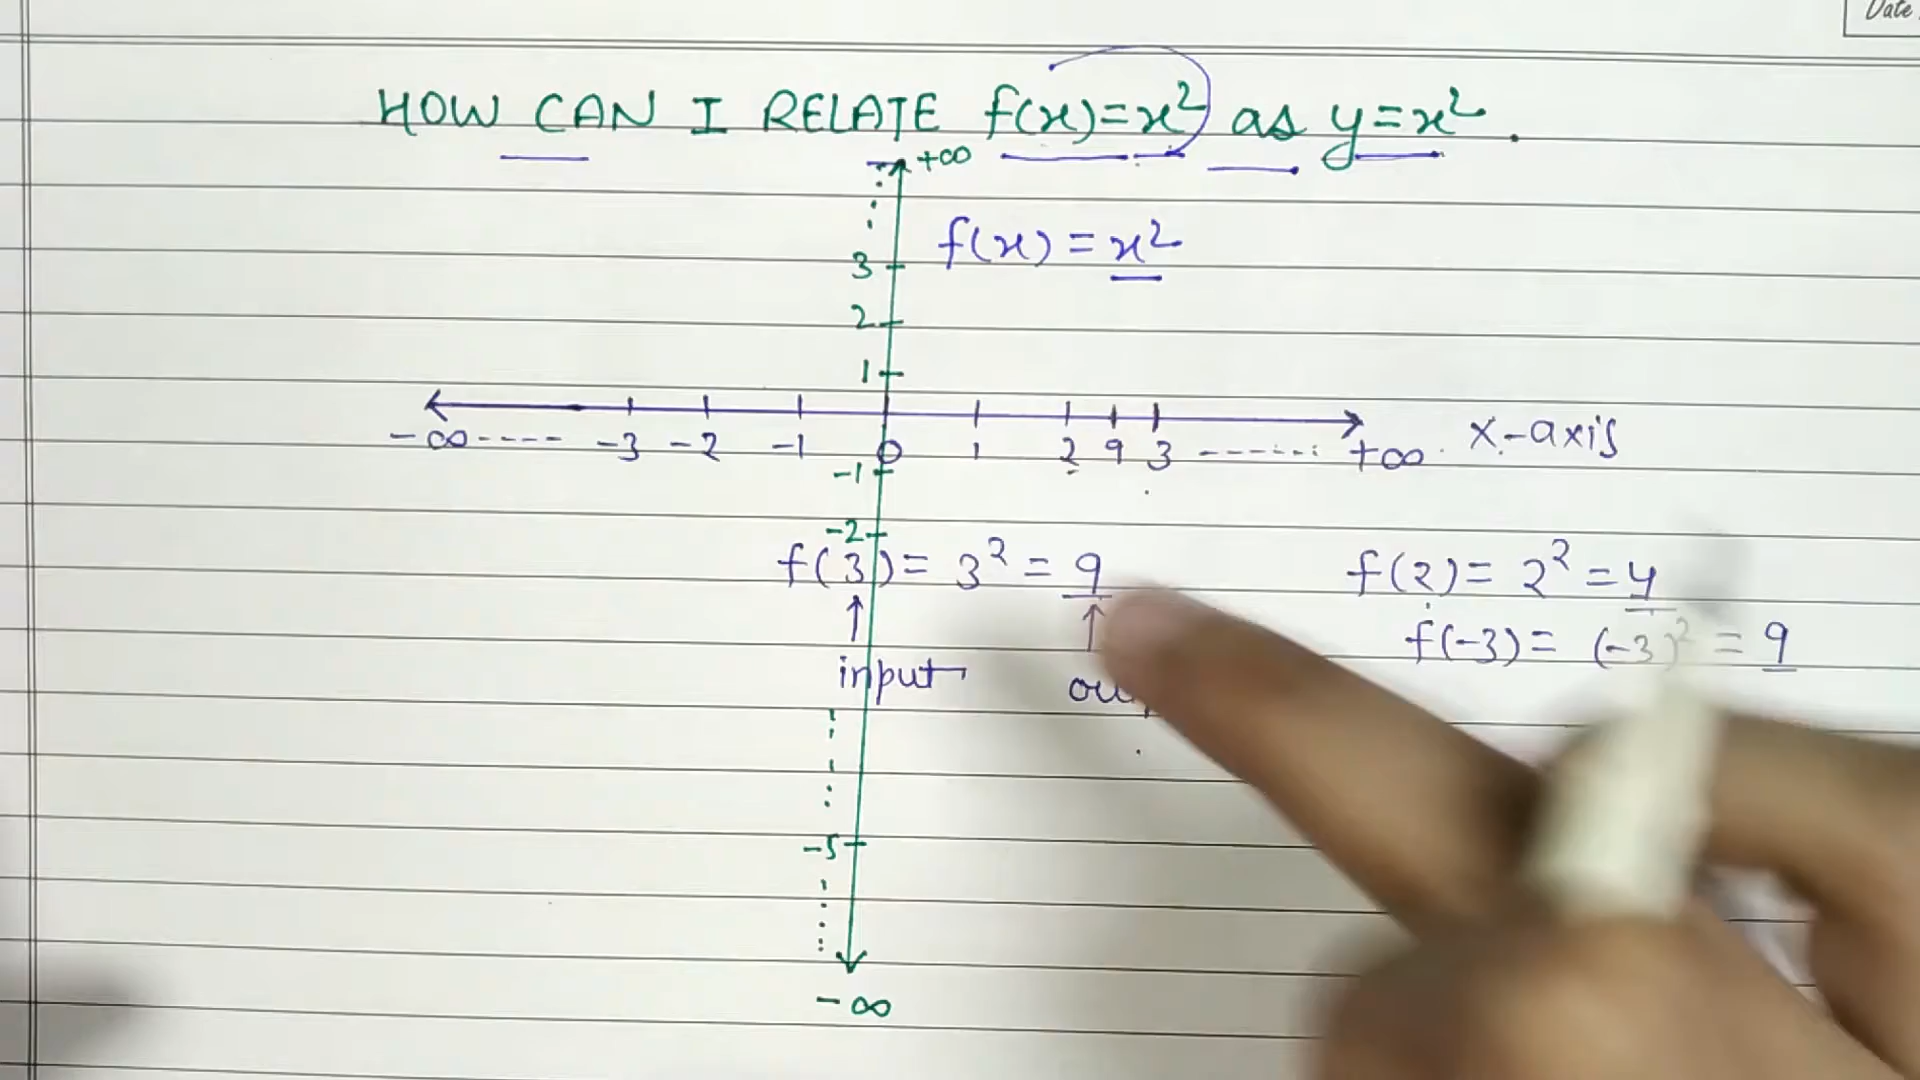 Date
HOW CAN I RELATE f(x)=x² as y=x².
+∞
f(x) = x²
3
2
1
-∞---- -3 -2 -1 0 1 2 9 3 ------ +∞ x-axis
-1
-2
f(3) = 3² = 9 f(2) = 2² = 4
f(-3) = (-3)² = 9
input
-5
-∞